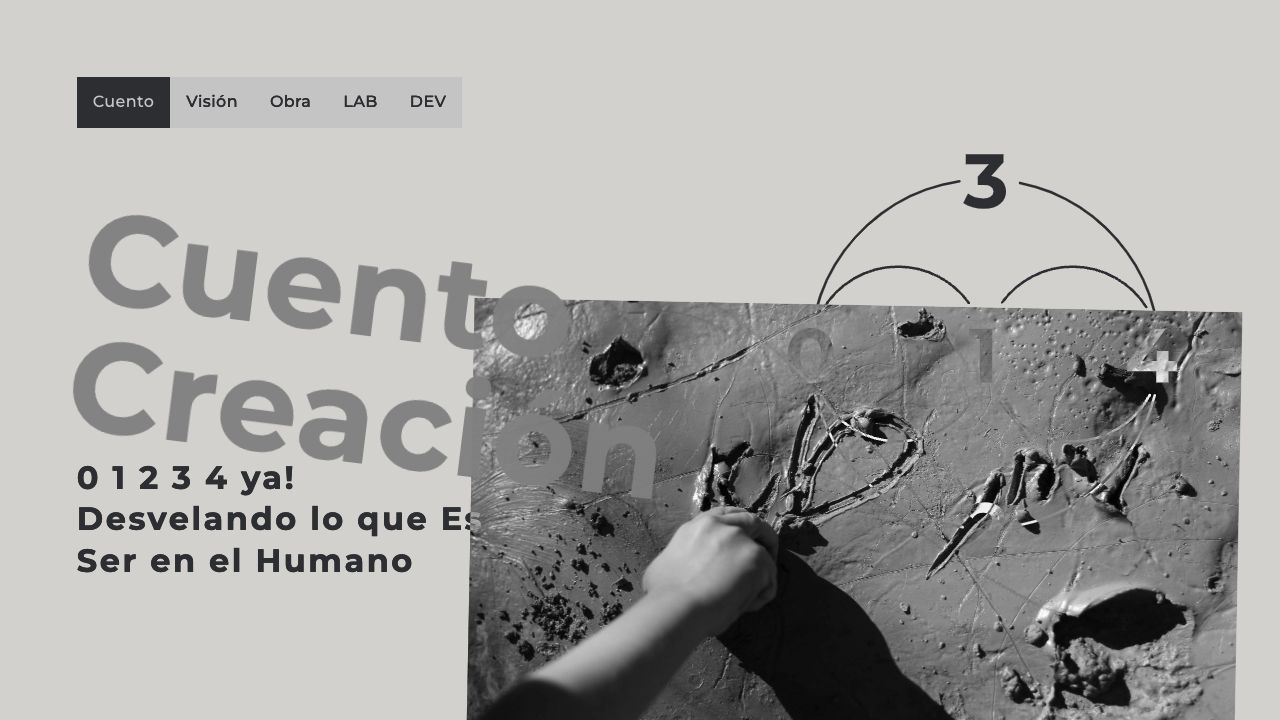 Cuento Visión Obra LAB DEV
3
Cuento
Creación
0 1 4
0 1 2 3 4 ya!
Desvelando lo que Es
Ser en el Humano